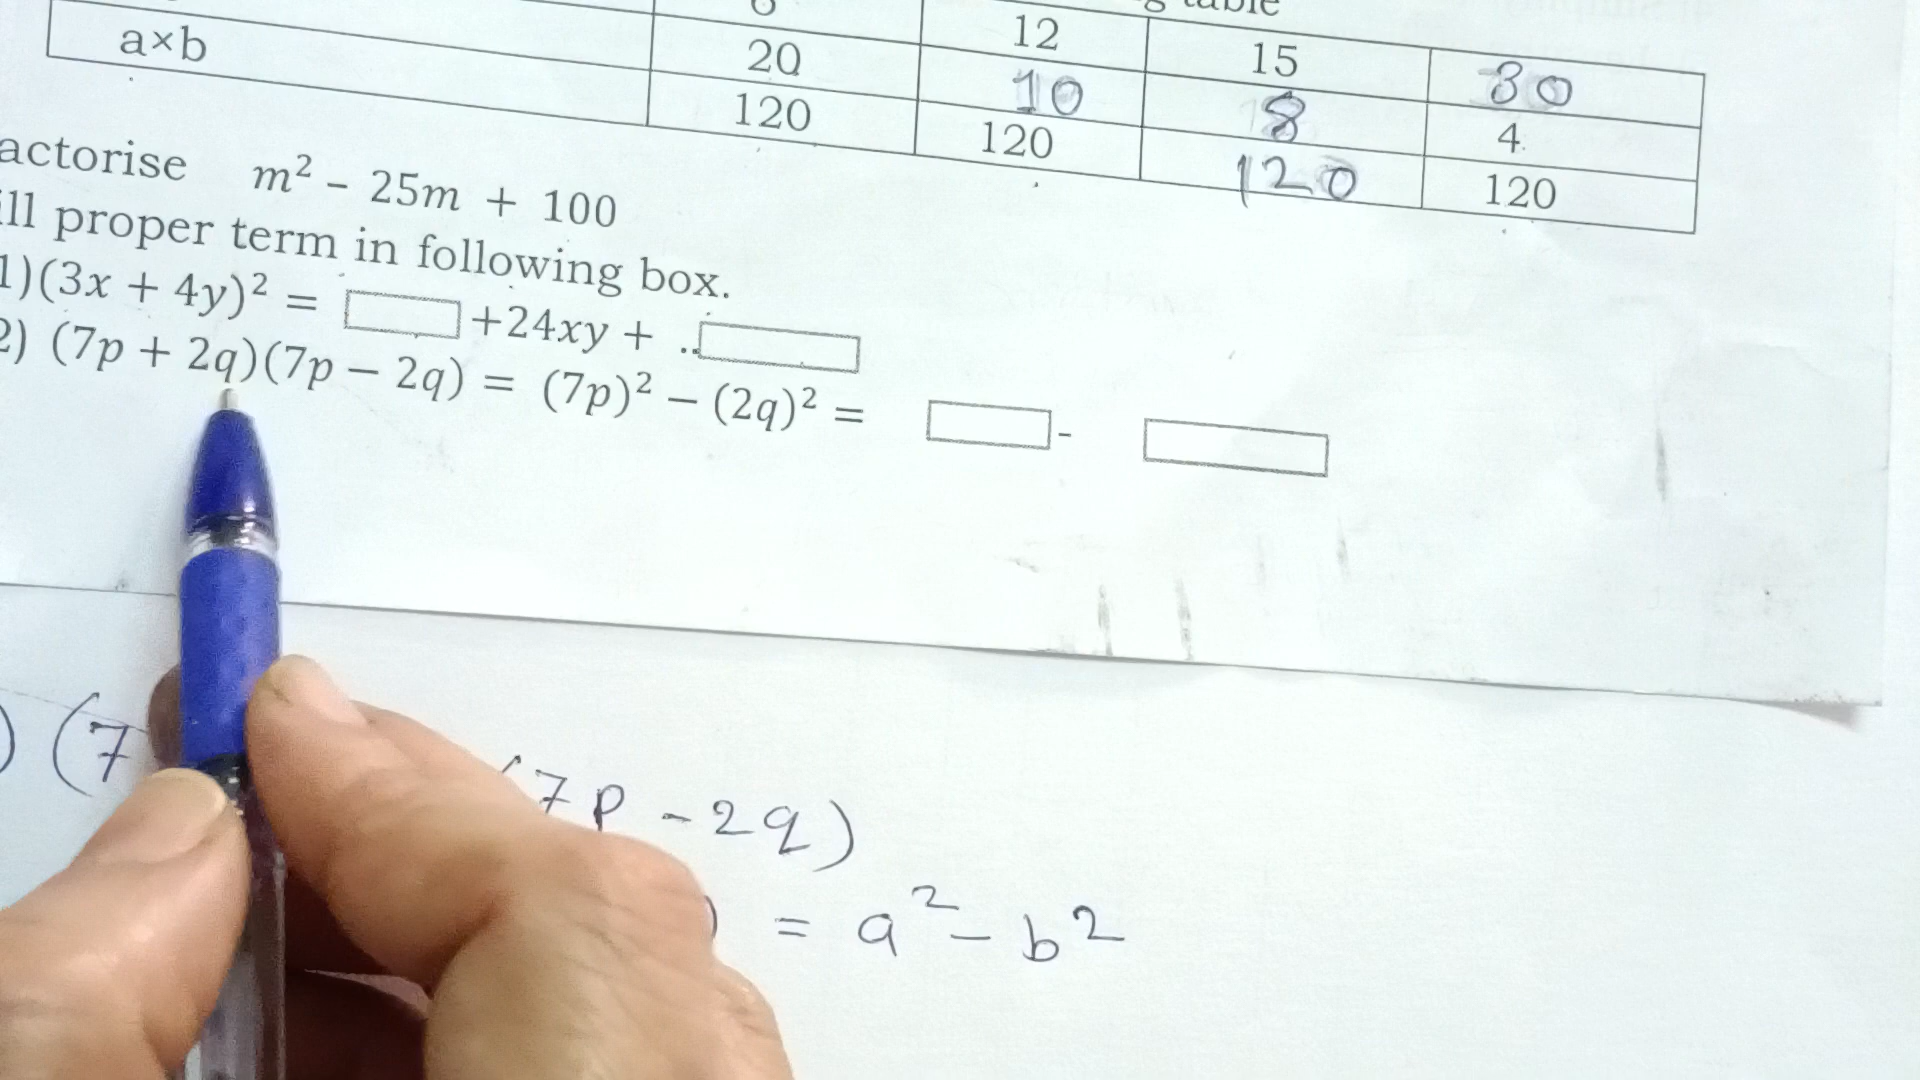 table
6 12 15 30
a×b 20 10 8 4
120 120 120 120
actorise m² – 25m + 100
ill proper term in following box.
1)(3x + 4y)² = +24xy + ..
2) (7p + 2q)(7p – 2q) = (7p)² – (2q)² = -
) (7 (7p - 2q)
) = a² – b²